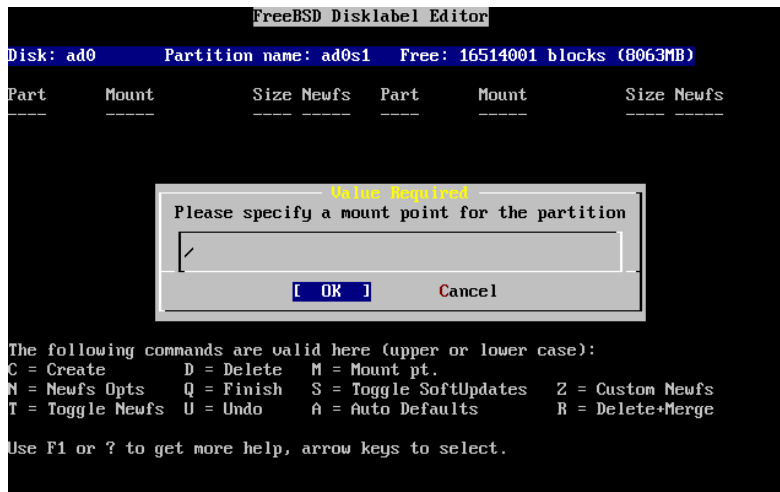 FreeBSD Disklabel Editor
Disk: ad0 Partition name: ad0s1 Free: 16514001 blocks (8063MB)
Part Mount Size Newfs Part Mount Size Newfs
---- ----- ---- ----- ---- ----- ---- -----
Value Required
Please specify a mount point for the partition
/
[ OK ] Cancel
The following commands are valid here (upper or lower case):
C = Create D = Delete M = Mount pt.
N = Newfs Opts Q = Finish S = Toggle SoftUpdates Z = Custom Newfs
T = Toggle Newfs U = Undo A = Auto Defaults R = Delete+Merge
Use F1 or ? to get more help, arrow keys to select.